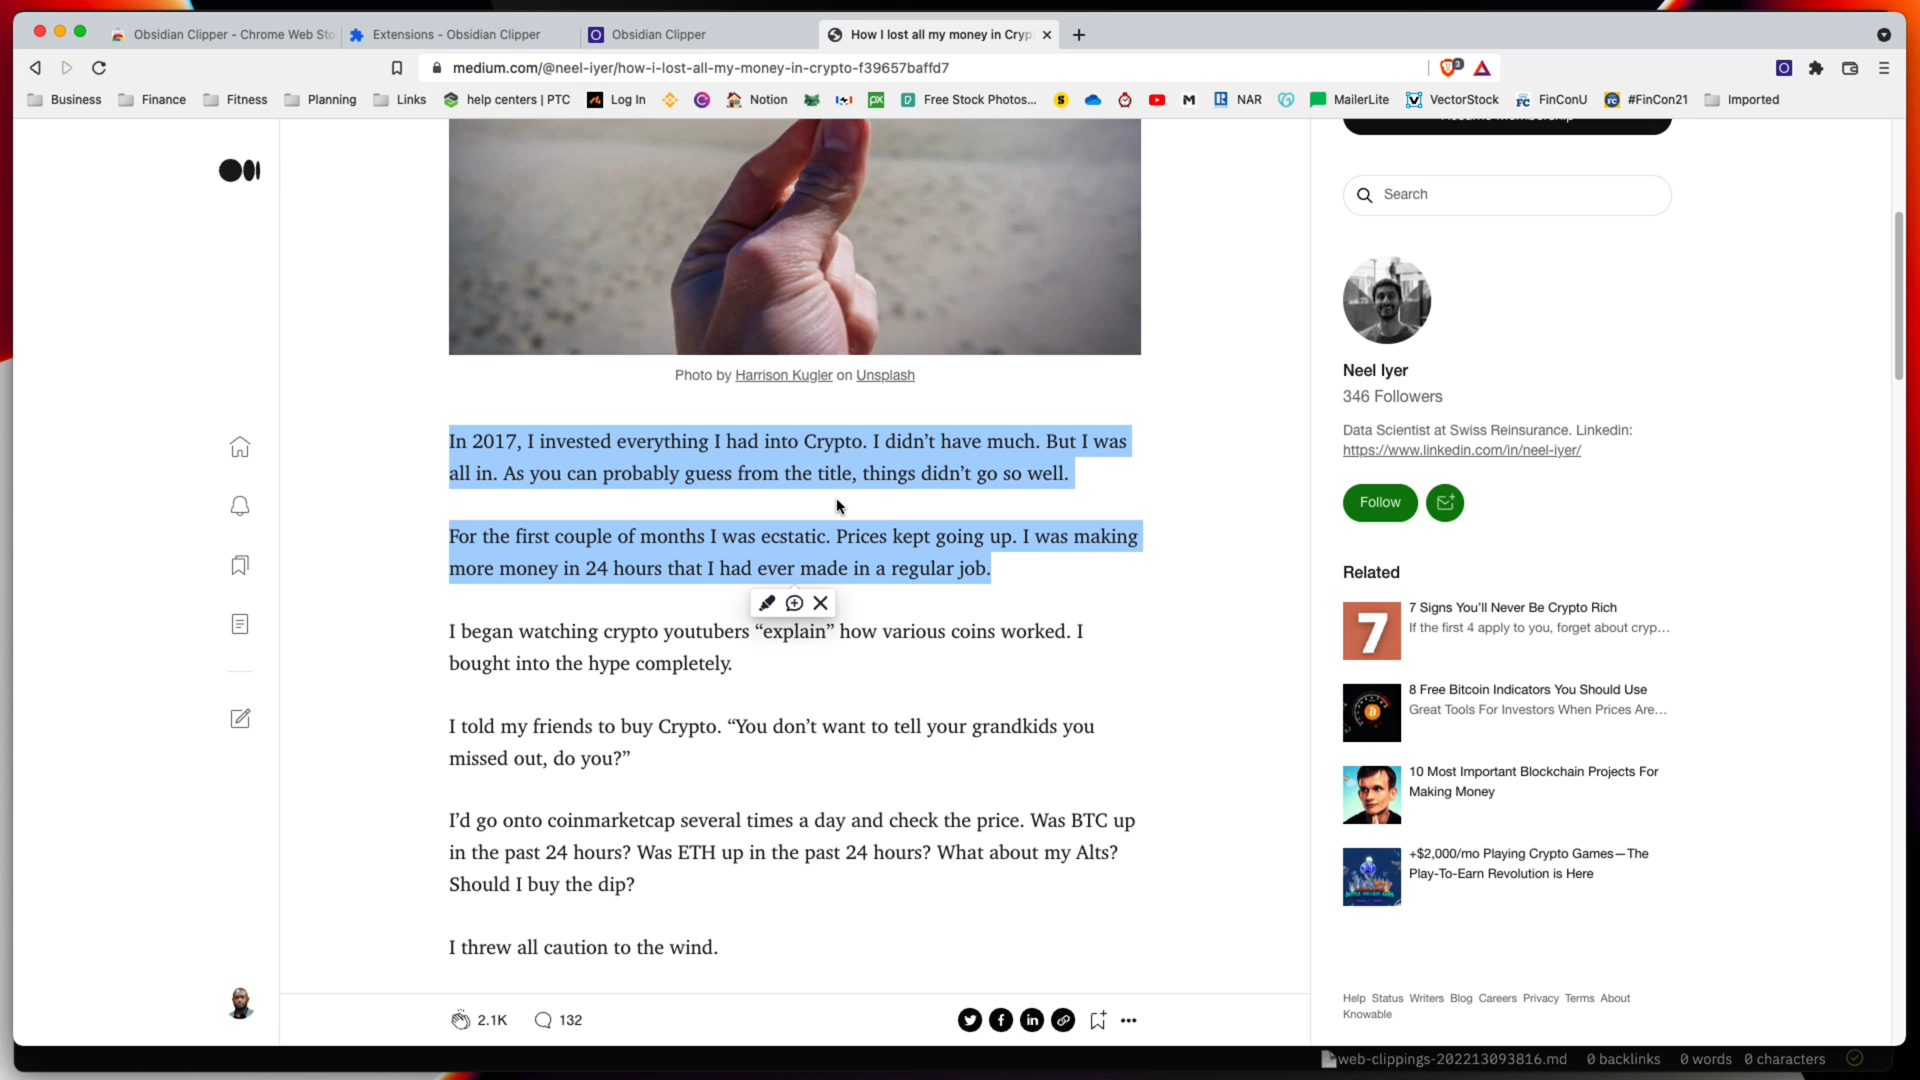 Obsidian Clipper - Chrome Web Sto
Extensions - Obsidian Clipper
Obsidian Clipper
How I lost all my money in Cryp
medium.com/@neel-iyer/how-i-lost-all-my-money-in-crypto-f39657baffd7
3
Business
Finance
Fitness
Planning
Links
help centers | PTC
Log In
Notion
Free Stock Photos...
NAR
MailerLite
VectorStock
FinConU
#FinCon21
Imported
Search
Photo by Harrison Kugler on Unsplash
In 2017, I invested everything I had into Crypto. I didn’t have much. But I was
all in. As you can probably guess from the title, things didn’t go so well.
For the first couple of months I was ecstatic. Prices kept going up. I was making
more money in 24 hours that I had ever made in a regular job.
I began watching crypto youtubers “explain” how various coins worked. I
bought into the hype completely.
I told my friends to buy Crypto. “You don’t want to tell your grandkids you
missed out, do you?”
I’d go onto coinmarketcap several times a day and check the price. Was BTC up
in the past 24 hours? Was ETH up in the past 24 hours? What about my Alts?
Should I buy the dip?
I threw all caution to the wind.
2.1K
132
Neel Iyer
346 Followers
Data Scientist at Swiss Reinsurance. Linkedin:
https://www.linkedin.com/in/neel-iyer/
Follow
Related
7
7 Signs You’ll Never Be Crypto Rich
If the first 4 apply to you, forget about cryp…
8 Free Bitcoin Indicators You Should Use
Great Tools For Investors When Prices Are…
10 Most Important Blockchain Projects For
Making Money
+$2,000/mo Playing Crypto Games—The
Play-To-Earn Revolution is Here
Help Status Writers Blog Careers Privacy Terms About
Knowable
web-clippings-202213093816.md 0 backlinks 0 words 0 characters